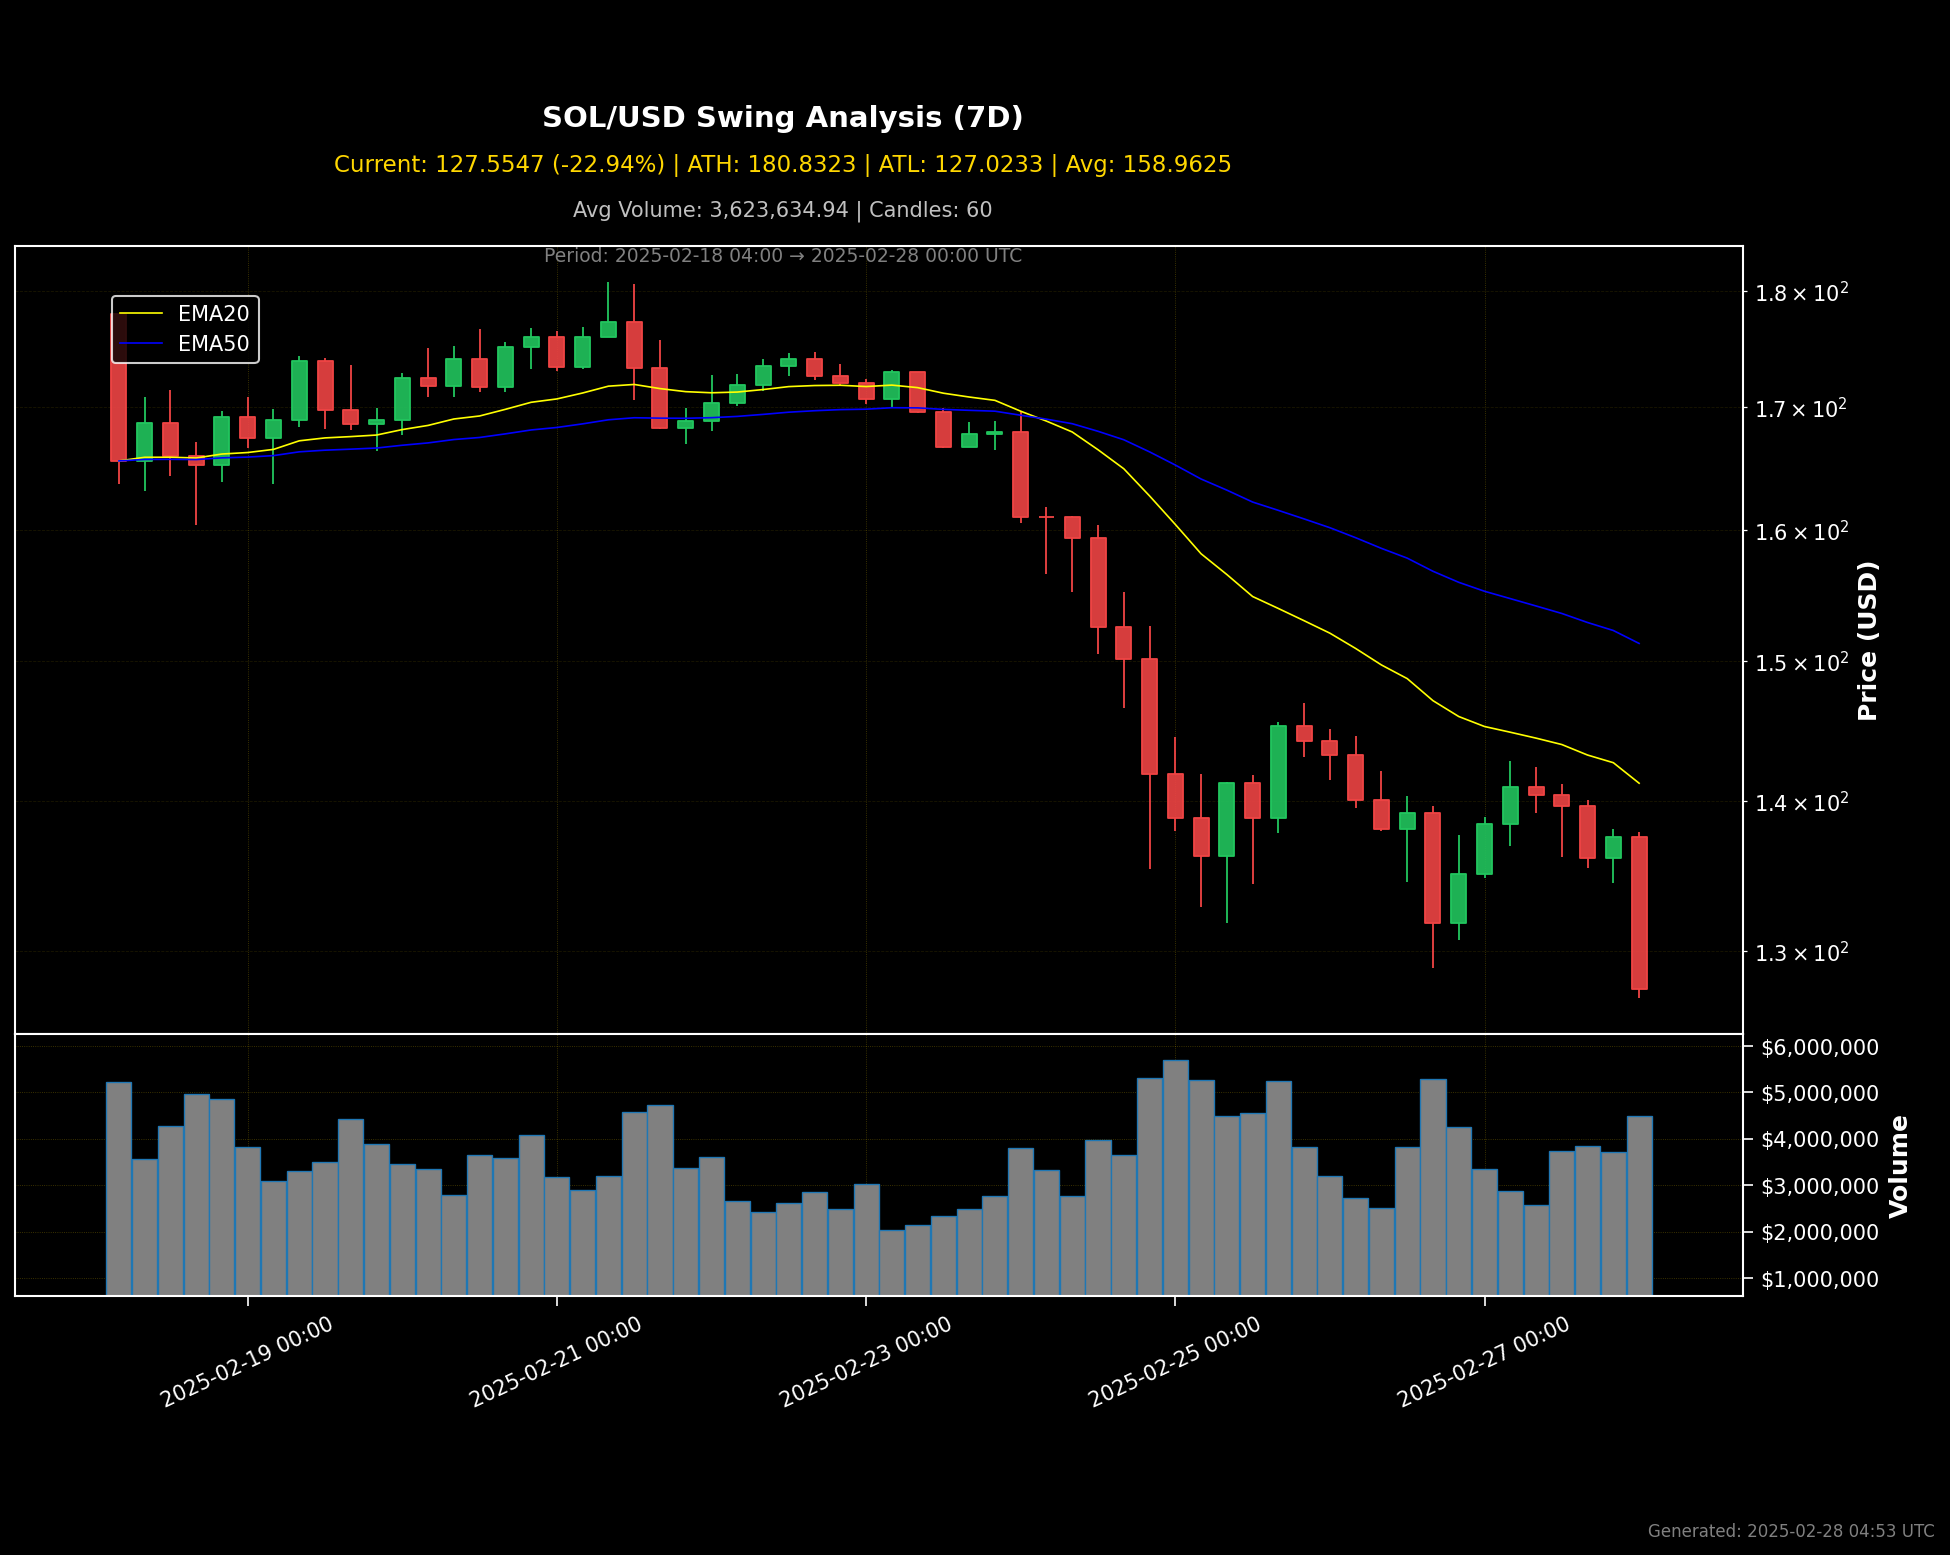 SOL/USD Swing Analysis (7D)
Current: 127.5547 (-22.94%) | ATH: 180.8323 | ATL: 127.0233 | Avg: 158.9625
Avg Volume: 3,623,634.94 | Candles: 60
Period: 2025-02-18 04:00 → 2025-02-28 00:00 UTC
EMA20
EMA50
1.8 × 10²
1.7 × 10²
1.6 × 10²
1.5 × 10²
1.4 × 10²
1.3 × 10²
Price (USD)
$6,000,000
$5,000,000
$4,000,000
$3,000,000
$2,000,000
$1,000,000
Volume
2025-02-19 00:00
2025-02-21 00:00
2025-02-23 00:00
2025-02-25 00:00
2025-02-27 00:00
Generated: 2025-02-28 04:53 UTC